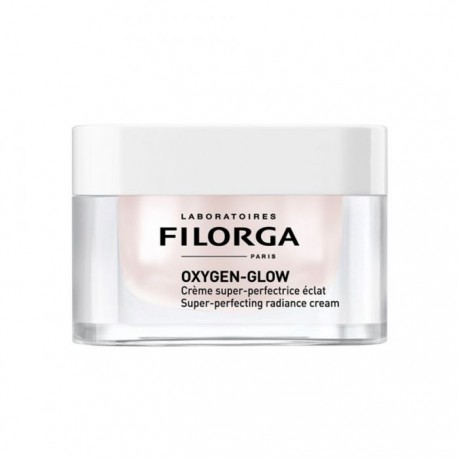 LABORATOIRES
FILORGA
PARIS
OXYGEN-GLOW
Crème super-perfectrice éclat
Super-perfecting radiance cream